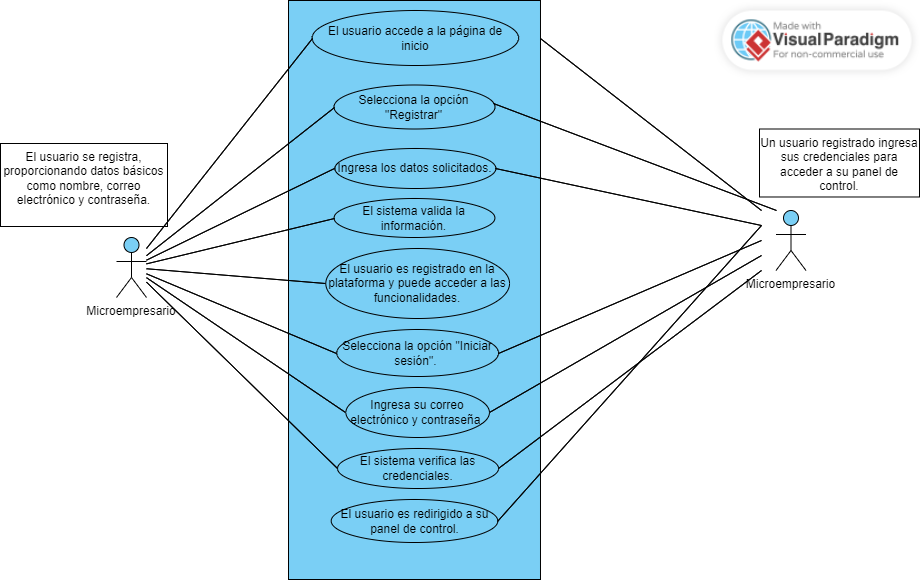 El usuario accede a la página de
inicio
Made with
Visual Paradigm
For non-commercial use
Selecciona la opción
"Registrar"
El usuario se registra,
proporcionando datos básicos
como nombre, correo
electrónico y contraseña.
Un usuario registrado ingresa
sus credenciales para
acceder a su panel de
control.
Ingresa los datos solicitados.
El sistema valida la
información.
El usuario es registrado en la
plataforma y puede acceder a las
funcionalidades.
Microempresario
Microempresario
Selecciona la opción "Iniciar
sesión".
Ingresa su correo
electrónico y contraseña
El sistema verifica las
credenciales.
El usuario es redirigido a su
panel de control.